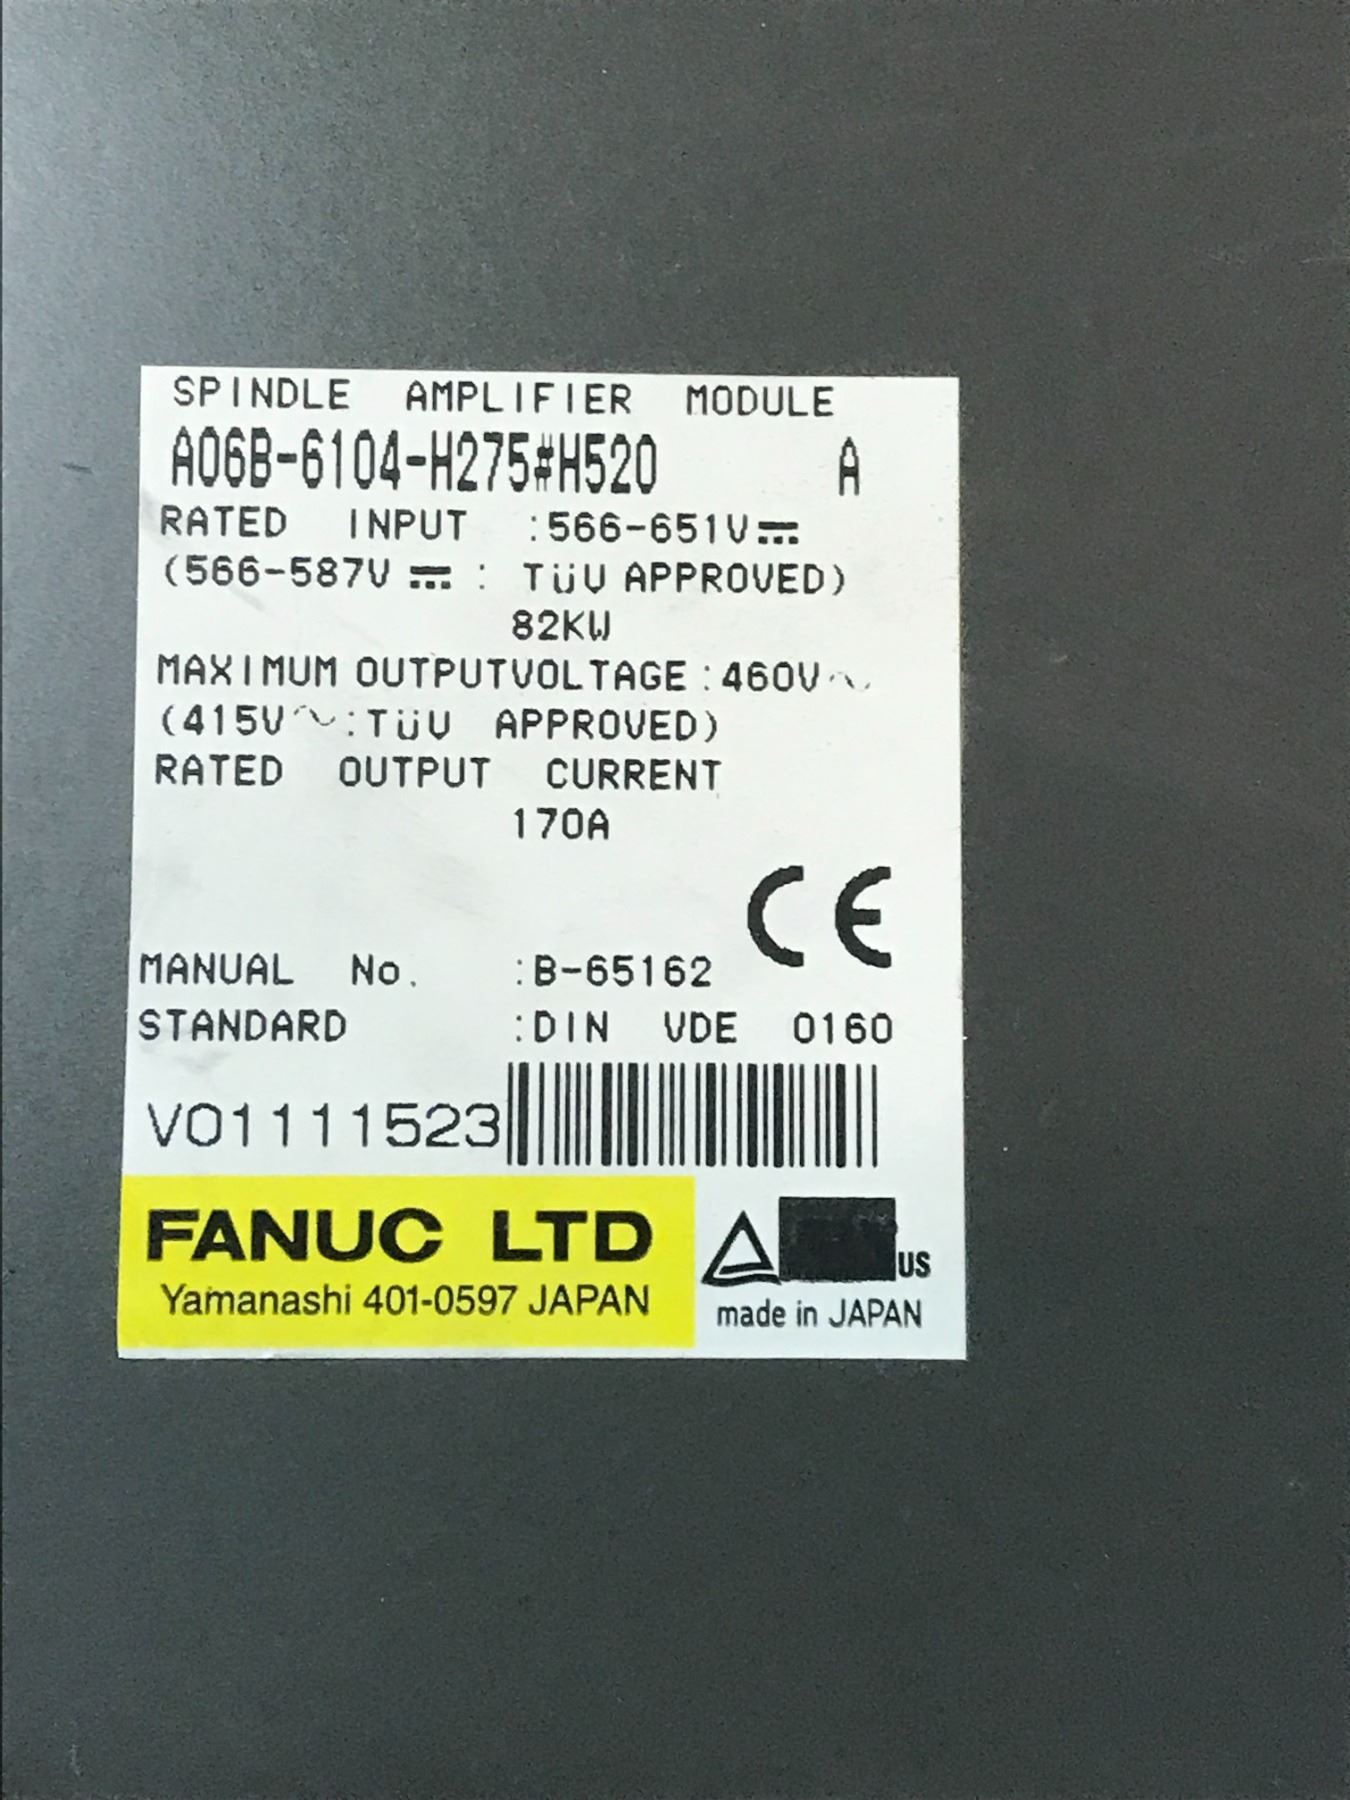 SPINDLE AMPLIFIER MODULE
A06B-6104-H275#H520 A
RATED INPUT :566-651V⎓
(566-587V⎓ : TüV APPROVED)
82KW
MAXIMUM OUTPUTVOLTAGE:460V~
(415V~:TüV APPROVED)
RATED OUTPUT CURRENT
170A
CE
MANUAL No. :B-65162
STANDARD :DIN VDE 0160
V01111523
FANUC LTD
Yamanashi 401-0597 JAPAN
US
made in JAPAN